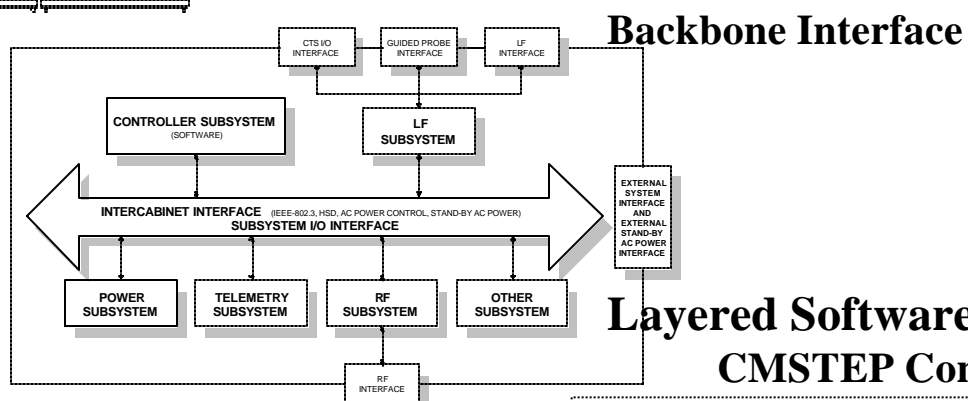 Backbone Interface
CTS I/O
INTERFACE
GUIDED PROBE
INTERFACE
LF
INTERFACE
CONTROLLER SUBSYSTEM
(SOFTWARE)
LF
SUBSYSTEM
EXTERNAL
SYSTEM
INTERFACE
AND
EXTERNAL
STAND-BY
AC POWER
INTERFACE
INTERCABINET INTERFACE (IEEE-802.3, HSD, AC POWER CONTROL, STAND-BY AC POWER)
SUBSYSTEM I/O INTERFACE
POWER
SUBSYSTEM
TELEMETRY
SUBSYSTEM
RF
SUBSYSTEM
OTHER
SUBSYSTEM
Layered Software
CMSTEP Con
RF
INTERFACE